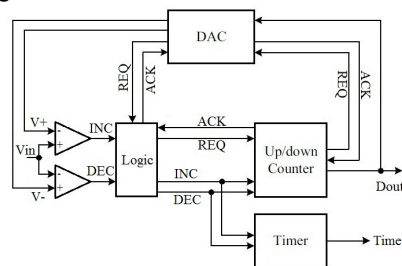 DAC
REQ
ACK
REQ
ACK
V+
INC
Vin
DEC
V-
Logic
ACK
REQ
INC
DEC
Up/down
Counter
Dout
Timer
Time